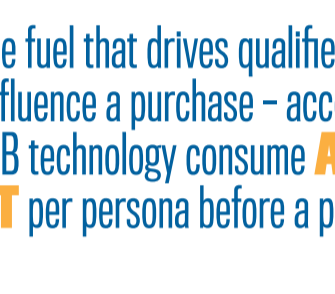 e fuel that drives qualifie
fluence a purchase – acc
B technology consume A
T per persona before a p